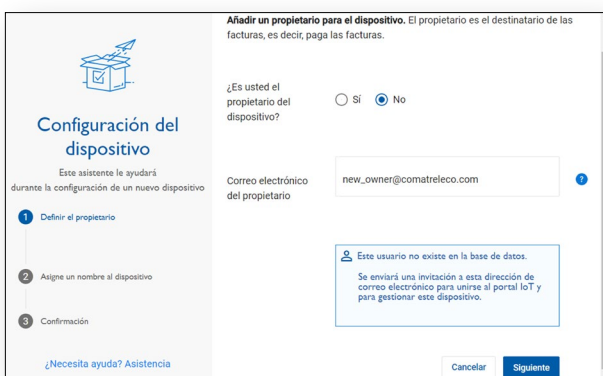 Añadir un propietario para el dispositivo. El propietario es el destinatario de las
facturas, es decir, paga las facturas.
¿Es usted el
propietario del
dispositivo?
Sí
No
Configuración del
dispositivo
Este asistente le ayudará
durante la configuración de un nuevo dispositivo
Correo electrónico
del propietario
new_owner@comatreleco.com
?
1 Definir el propietario
2 Asigne un nombre al dispositivo
3 Confirmación
Este usuario no existe en la base de datos.
Se enviará una invitación a esta dirección de
correo electrónico para unirse al portal IoT y
para gestionar este dispositivo.
¿Necesita ayuda? Asistencia
Cancelar
Siguiente